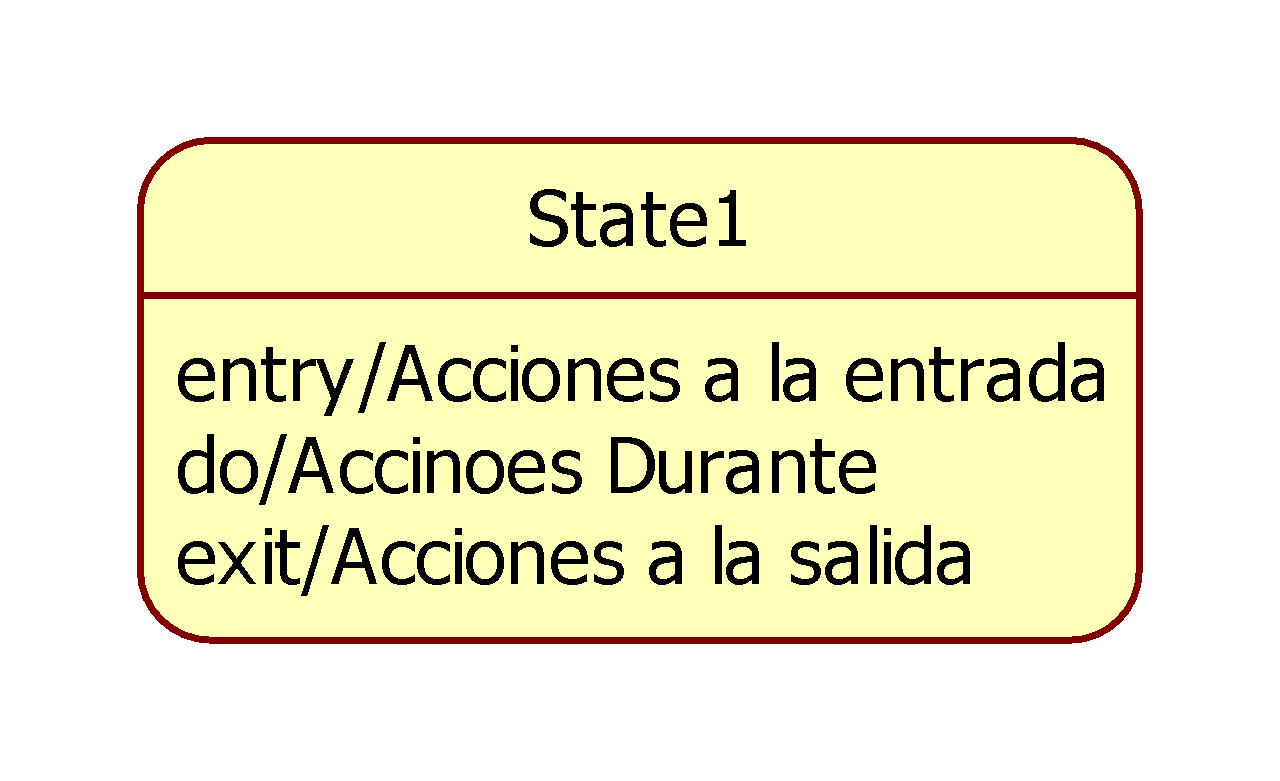 State1
entry/Acciones a la entrada
do/Accinoes Durante
exit/Acciones a la salida